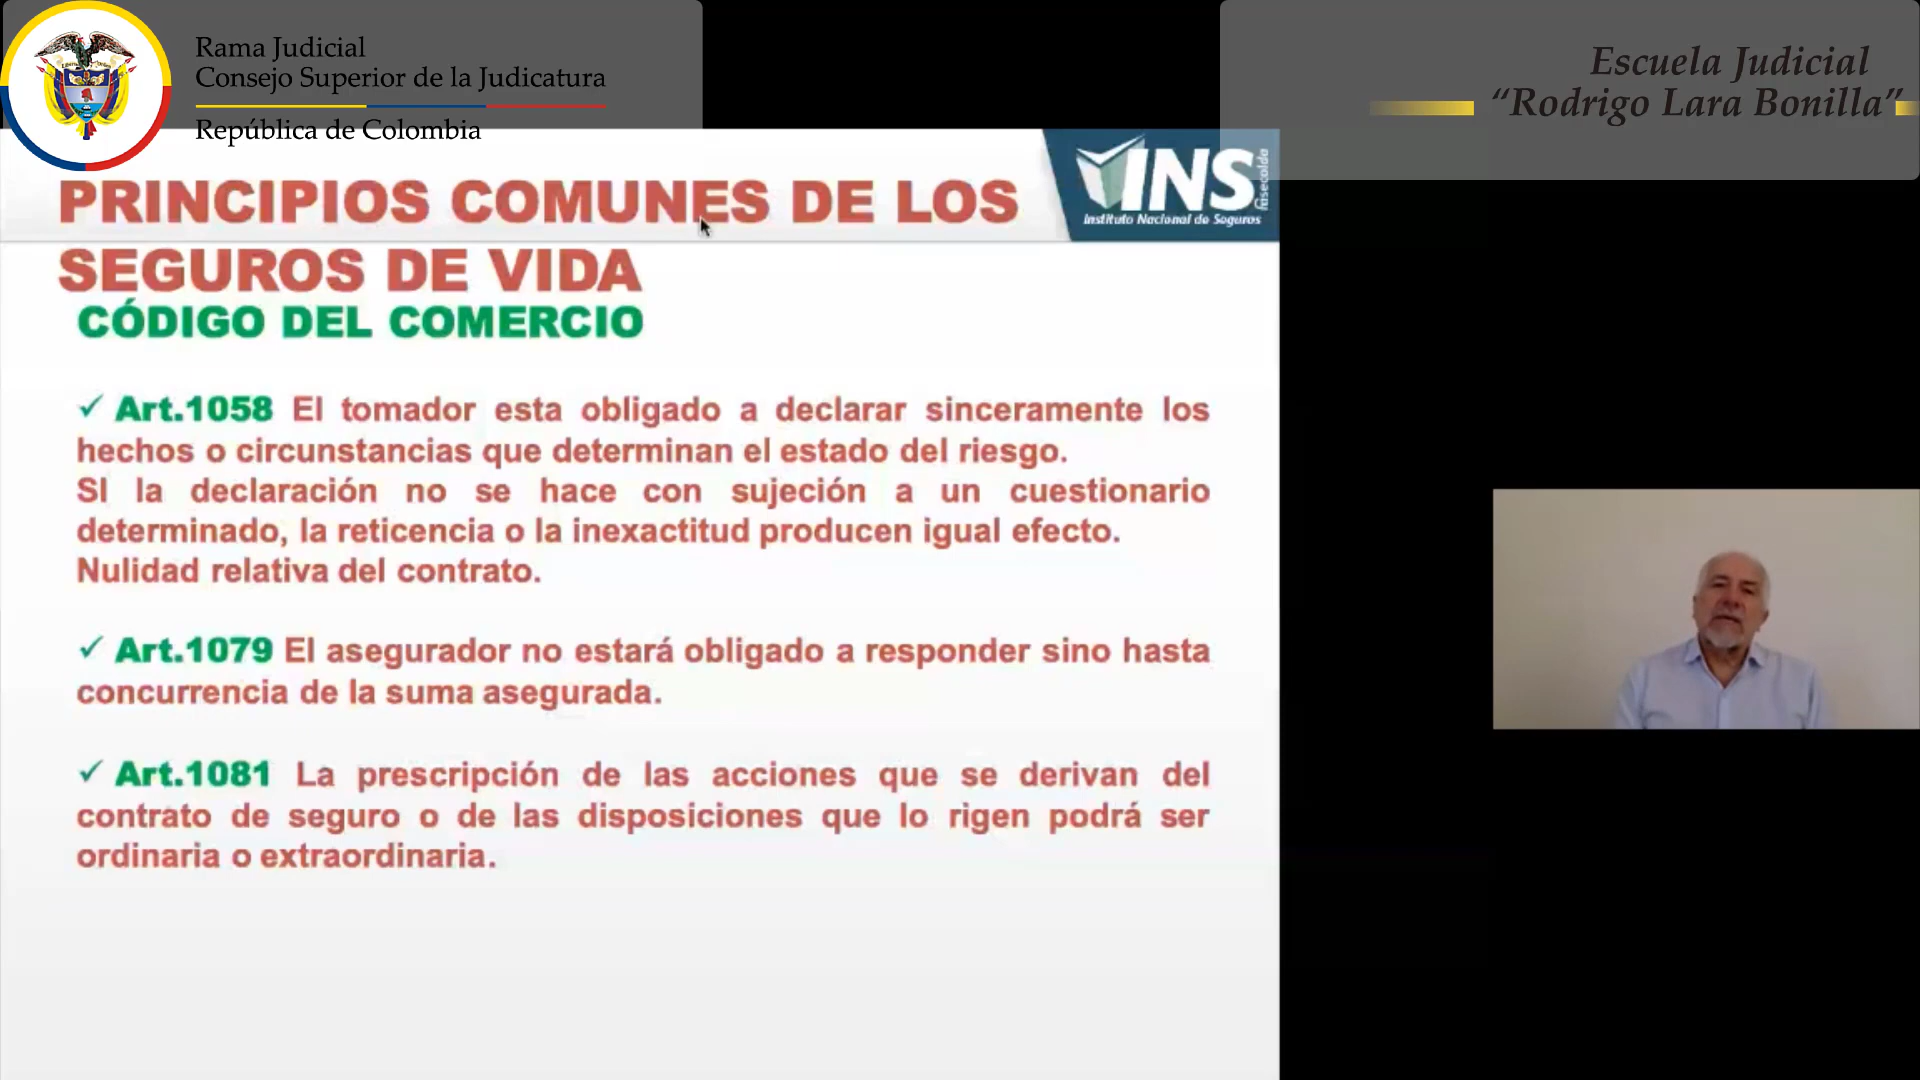 Rama Judicial
Consejo Superior de la Judicatura
República de Colombia
Escuela Judicial
“Rodrigo Lara Bonilla”
INS
fasecolda
Instituto Nacional de Seguros
PRINCIPIOS COMUNES DE LOS
SEGUROS DE VIDA
CÓDIGO DEL COMERCIO
✓ Art.1058 El tomador esta obligado a declarar sinceramente los
hechos o circunstancias que determinan el estado del riesgo.
SI la declaración no se hace con sujeción a un cuestionario
determinado, la reticencia o la inexactitud producen igual efecto.
Nulidad relativa del contrato.
✓ Art.1079 El asegurador no estará obligado a responder sino hasta
concurrencia de la suma asegurada.
✓ Art.1081 La prescripción de las acciones que se derivan del
contrato de seguro o de las disposiciones que lo rigen podrá ser
ordinaria o extraordinaria.